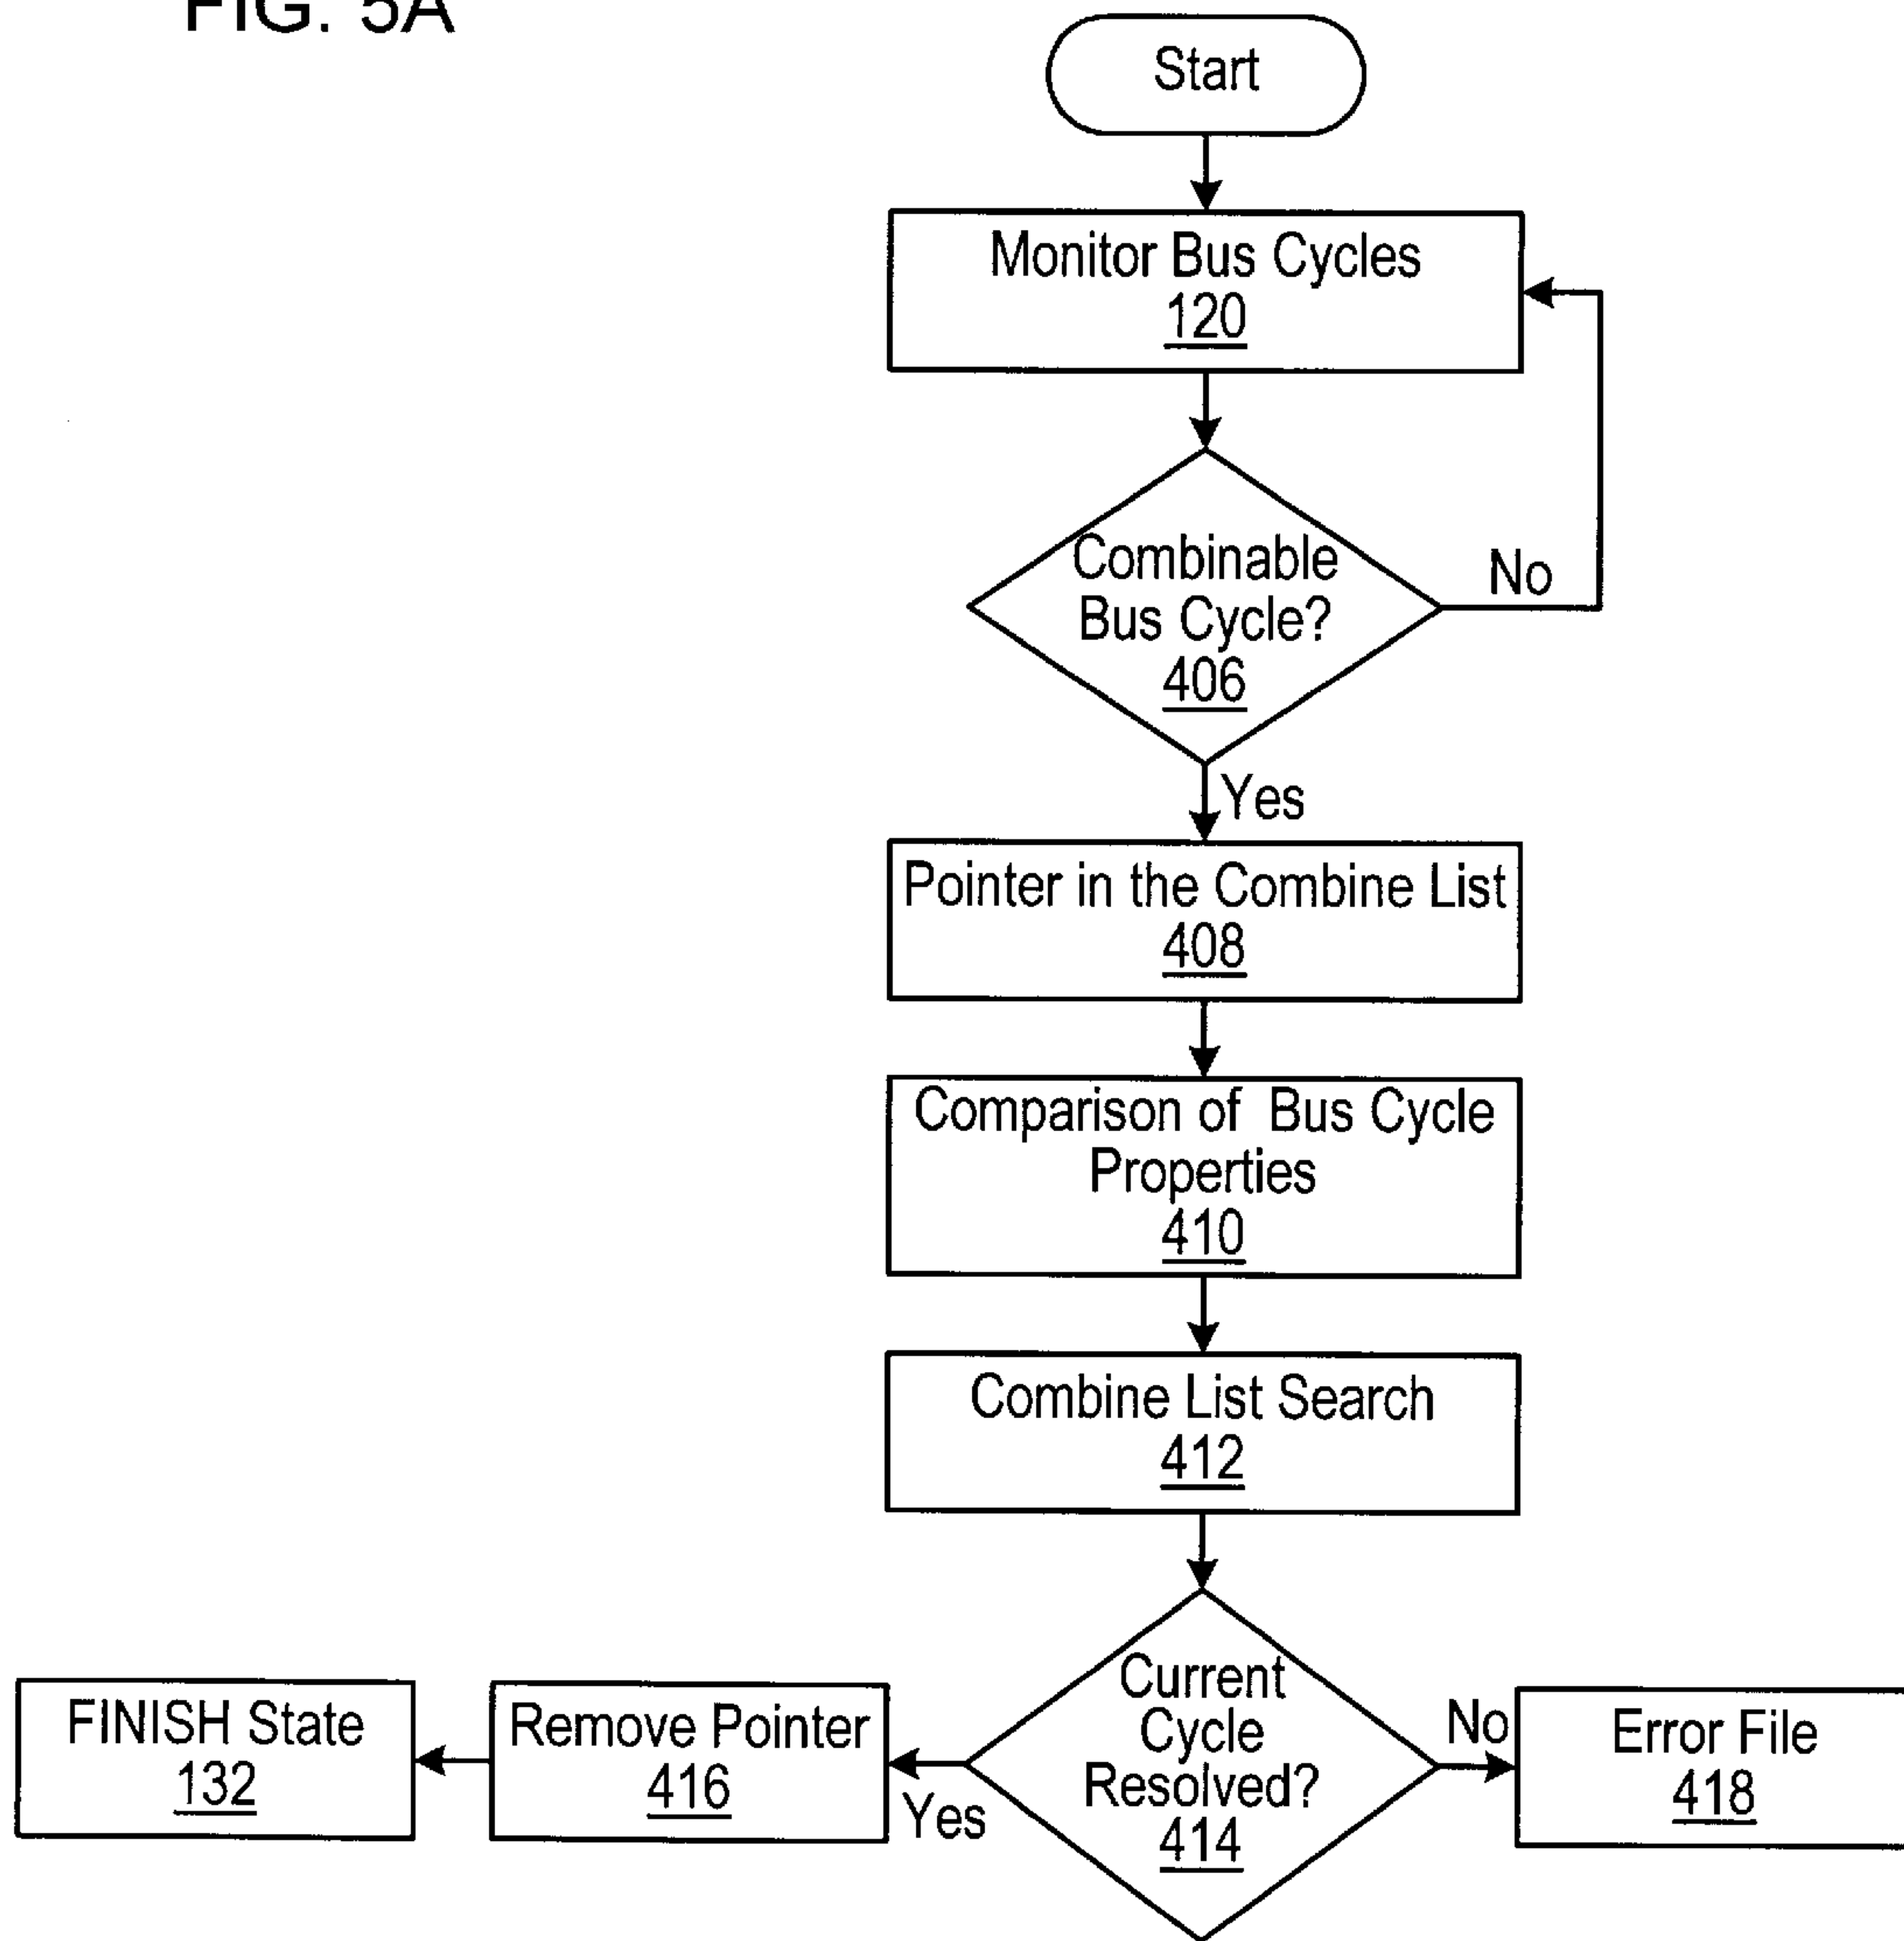 FIG. 5A
Start
Monitor Bus Cycles
120
Combinable
Bus Cycle?
406
No
Yes
Pointer in the Combine List
408
Comparison of Bus Cycle
Properties
410
Combine List Search
412
Current
Cycle
Resolved?
414
Yes
No
Remove Pointer
416
FINISH State
132
Error File
418